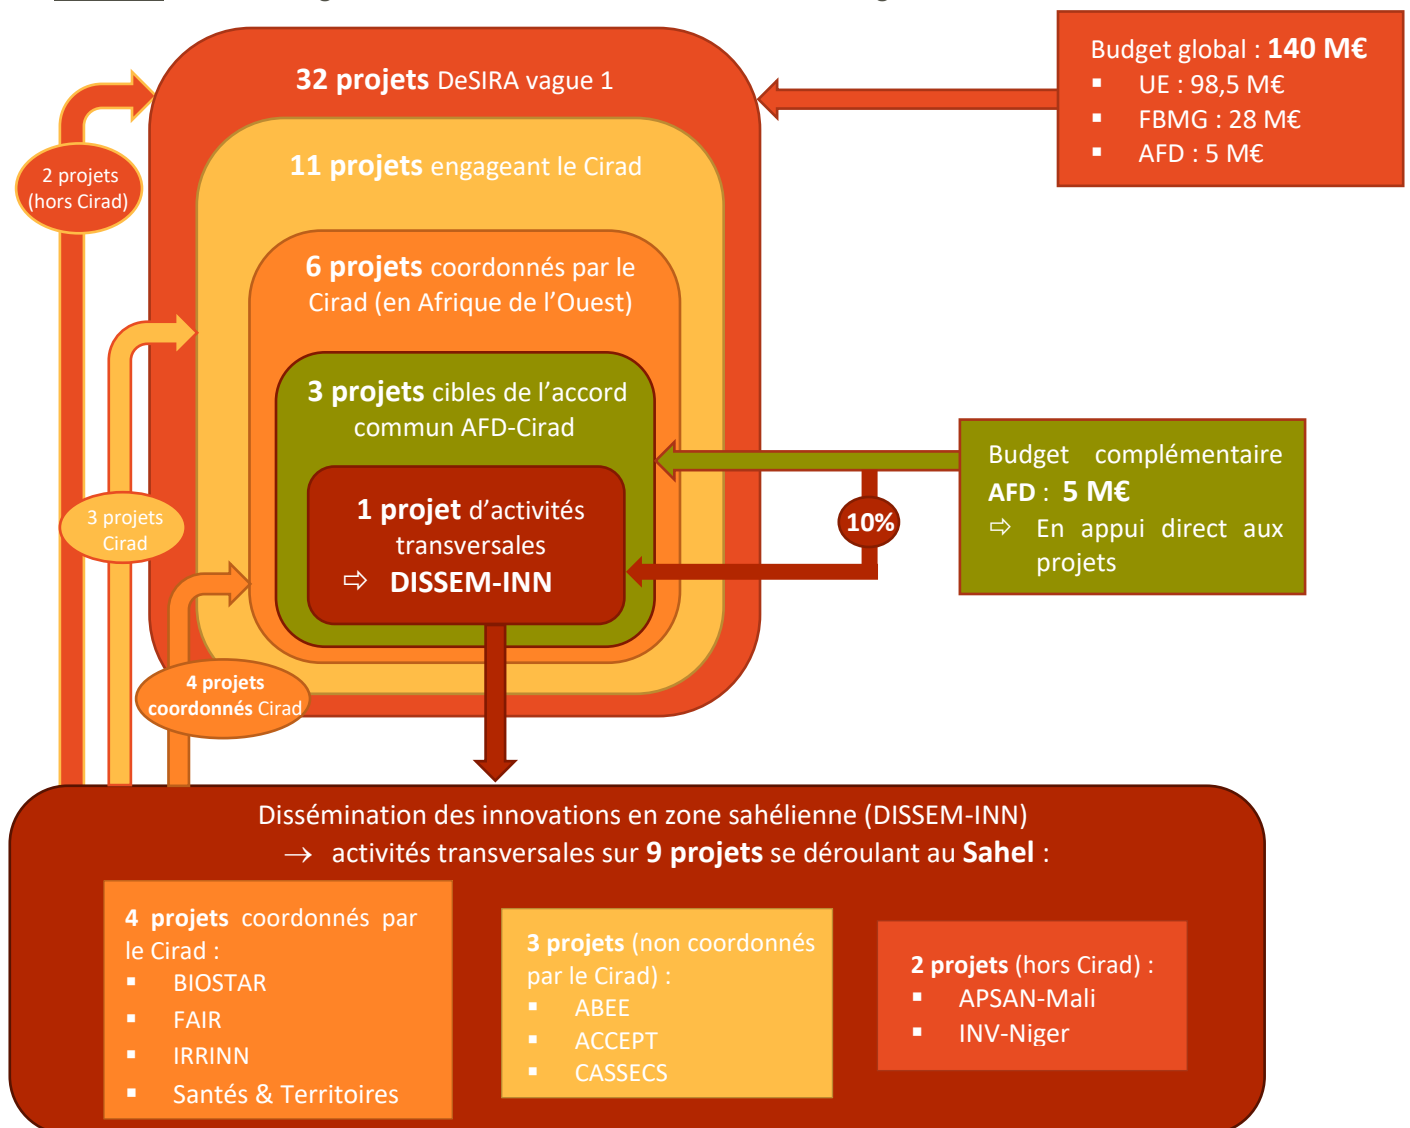 32 projets DeSIRA vague 1
11 projets engageant le Cirad
6 projets coordonnés par le
Cirad (en Afrique de l’Ouest)
3 projets cibles de l’accord
commun AFD-Cirad
1 projet d’activités
transversales
⇨ DISSEM-INN
Budget global : 140 M€
▪ UE : 98,5 M€
▪ FBMG : 28 M€
▪ AFD : 5 M€
2 projets
(hors Cirad)
3 projets
Cirad
4 projets
coordonnés Cirad
10%
Budget complémentaire
AFD : 5 M€
⇨ En appui direct aux
projets
Dissémination des innovations en zone sahélienne (DISSEM-INN)
→ activités transversales sur 9 projets se déroulant au Sahel :
4 projets coordonnés par
le Cirad :
▪ BIOSTAR
▪ FAIR
▪ IRRINN
▪ Santés & Territoires
3 projets (non coordonnés
par le Cirad) :
▪ ABEE
▪ ACCEPT
▪ CASSECS
2 projets (hors Cirad) :
▪ APSAN-Mali
▪ INV-Niger